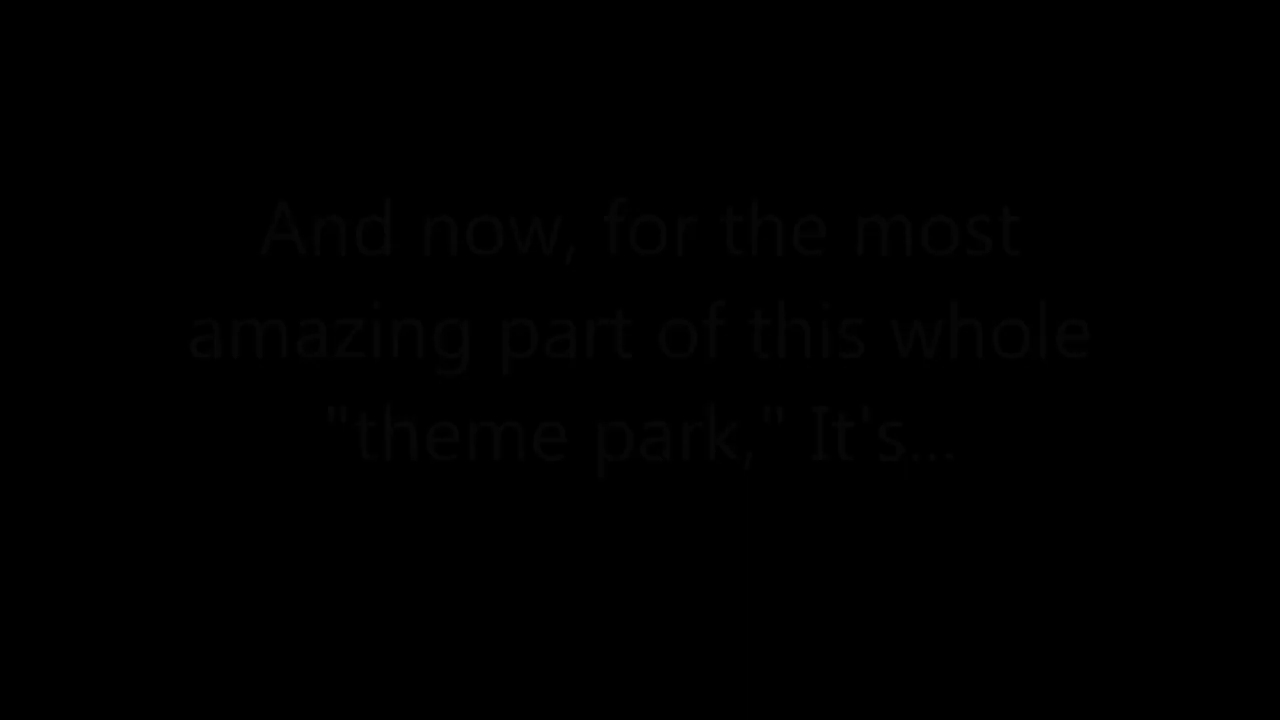 And now, for the most
amazing part of this whole
"theme park," It's...